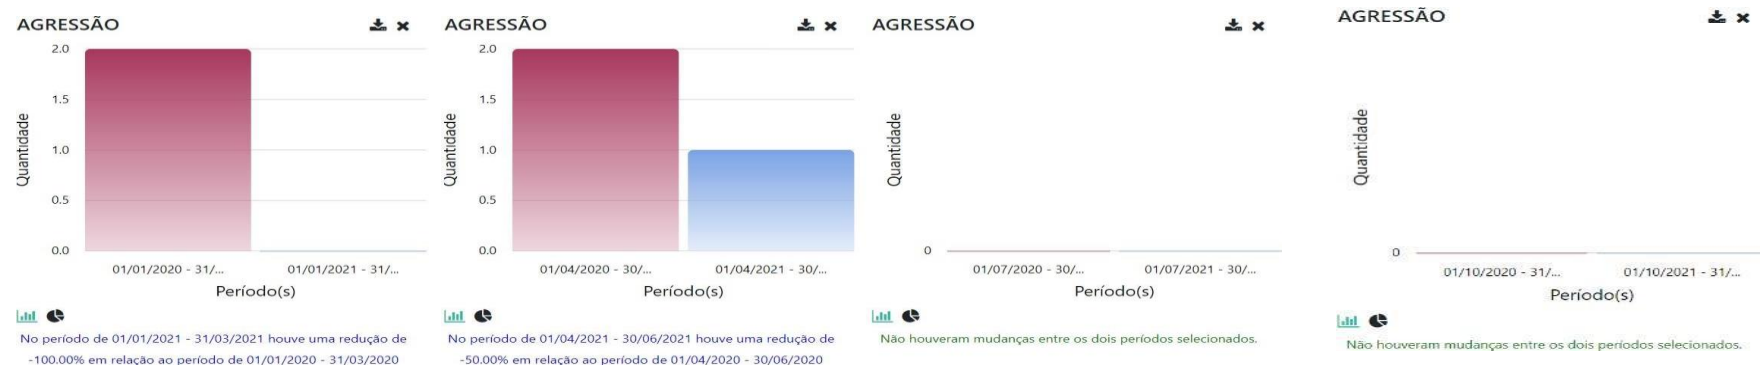 AGRESSÃO
2.0
1.5
1.0
0.5
0.0
Quantidade
01/01/2020 - 31/...
01/01/2021 - 31/...
Período(s)
No período de 01/01/2021 - 31/03/2021 houve uma redução de
-100.00% em relação ao período de 01/01/2020 - 31/03/2020
AGRESSÃO
2.0
1.5
1.0
0.5
0.0
Quantidade
01/04/2020 - 30/...
01/04/2021 - 30/...
Período(s)
No período de 01/04/2021 - 30/06/2021 houve uma redução de
-50.00% em relação ao período de 01/04/2020 - 30/06/2020
AGRESSÃO
Quantidade
0
01/07/2020 - 30/...
01/07/2021 - 30/...
Período(s)
Não houveram mudanças entre os dois períodos selecionados.
AGRESSÃO
Quantidade
0
01/10/2020 - 31/...
01/10/2021 - 31/...
Período(s)
Não houveram mudanças entre os dois períodos selecionados.